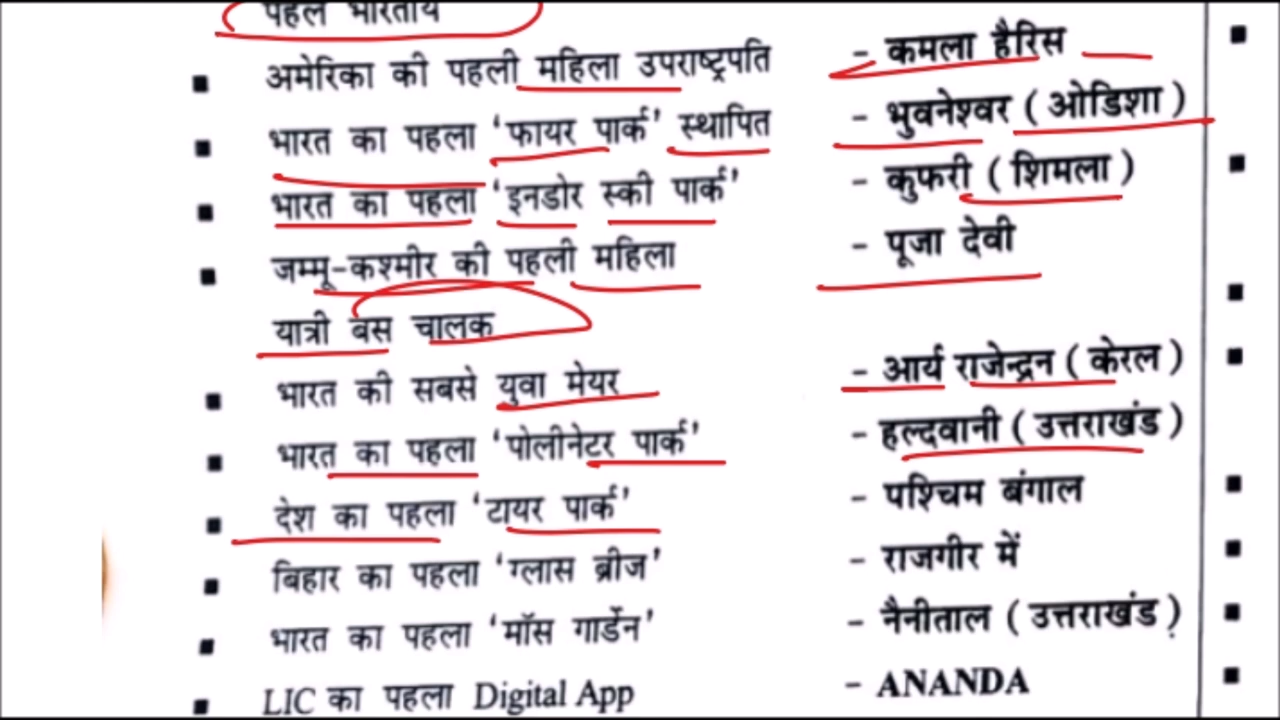 पहले भारतीय
अमेरिका की पहली महिला उपराष्ट्रपति - कमला हैरिस
भारत का पहला ‘फायर पार्क’ स्थापित - भुवनेश्वर ( ओडिशा )
भारत का पहला ‘इनडोर स्की पार्क’ - कुफरी ( शिमला )
जम्मू-कश्मीर की पहली महिला - पूजा देवी
यात्री बस चालक
भारत की सबसे युवा मेयर - आर्य राजेन्द्रन ( केरल )
भारत का पहला ‘पोलीनेटर पार्क’ - हल्दवानी ( उत्तराखंड )
देश का पहला ‘टायर पार्क’ - पश्चिम बंगाल
बिहार का पहला ‘ग्लास ब्रीज’ - राजगीर में
भारत का पहला ‘मॉस गार्डेन’ - नैनीताल ( उत्तराखंड )
LIC का पहला Digital App - ANANDA